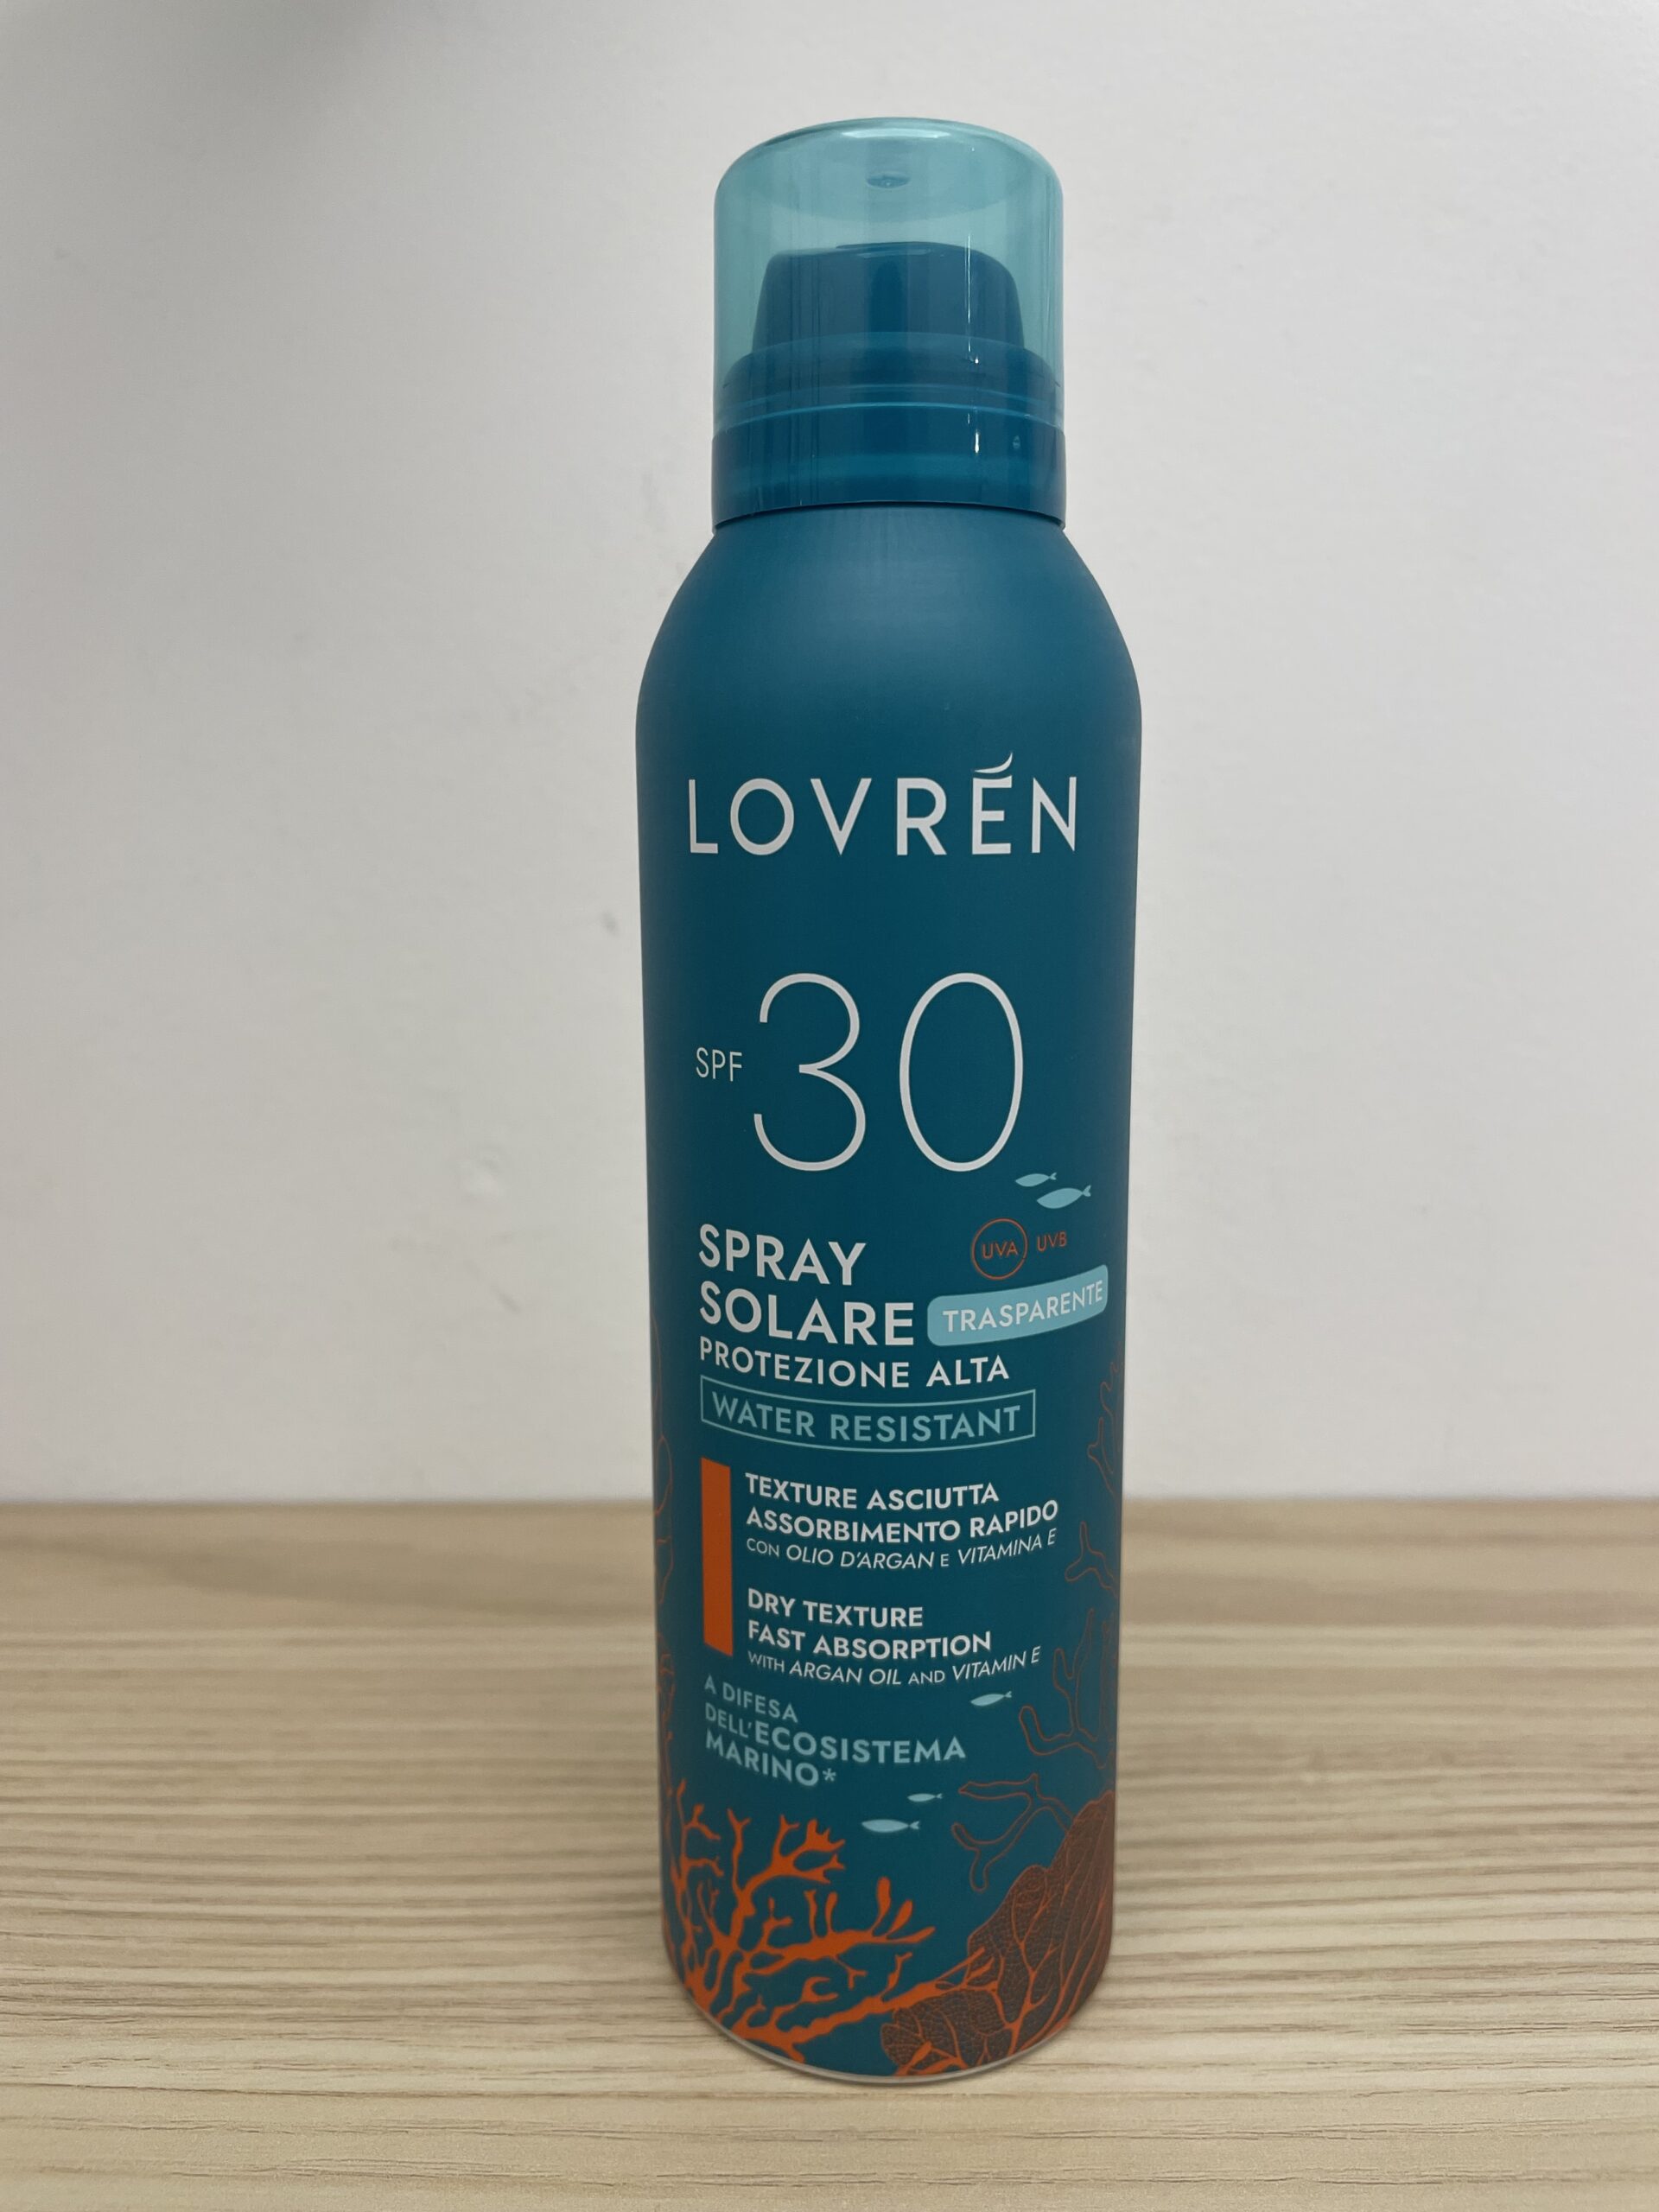 LOVRÉN
SPF 30
UVA UVB
SPRAY
SOLARE TRASPARENTE
PROTEZIONE ALTA
WATER RESISTANT
TEXTURE ASCIUTTA
ASSORBIMENTO RAPIDO
CON OLIO D'ARGAN E VITAMINA E
DRY TEXTURE
FAST ABSORPTION
WITH ARGAN OIL AND VITAMIN E
A DIFESA
DELL'ECOSISTEMA
MARINO*